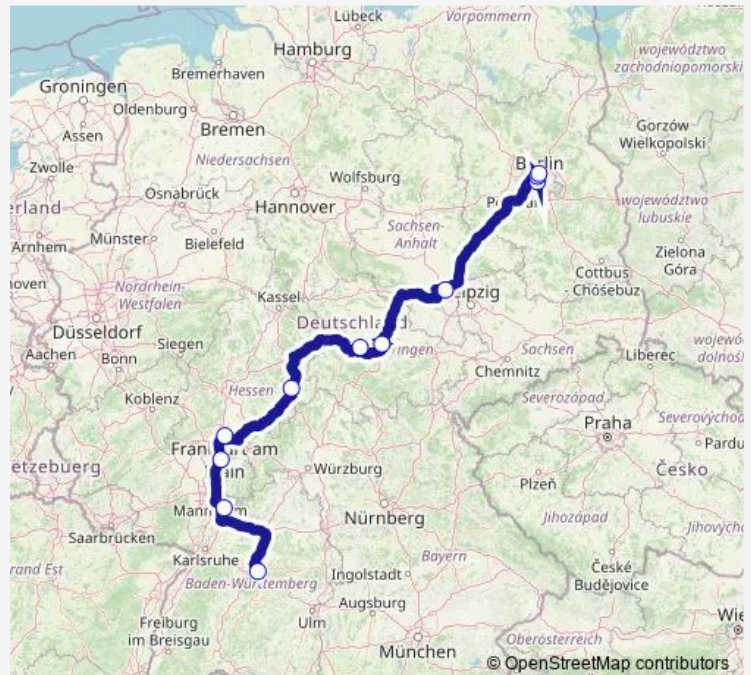 Lübeck
Vorpommern
Hamburg
województwo
zachodniopomorski
Groningen
Bremerhaven
Oldenburg
Assen
Bremen
Gorzów
Wielkopolski
Zwolle
Niedersachsen
Wolfsburg
Osnabrück
Hannover
województwo
lubuskie
erland
Münster
Bielefeld
Sachsen-
Anhalt
Arnhem
Zielona
Góra
Cottbus
- Chóśebuz
Nordrhein-
Westfalen
Kassel
Düsseldorf
Deutschland
Siegen
Aachen
Bonn
Sachsen
Liberec
Chemnitz
Hessen
Koblenz
Severozápad
Praha
Česko
Würzburg
Plzeň
Nürnberg
Jihozápad
Saarbrücken
Karlsruhe
Bayern
České
Budějovice
Baden-Württemberg
Ingolstadt
Augsburg
Freiburg
im Breisgau
Ulm
München
Oberösterreich
© OpenStreetMap contributors